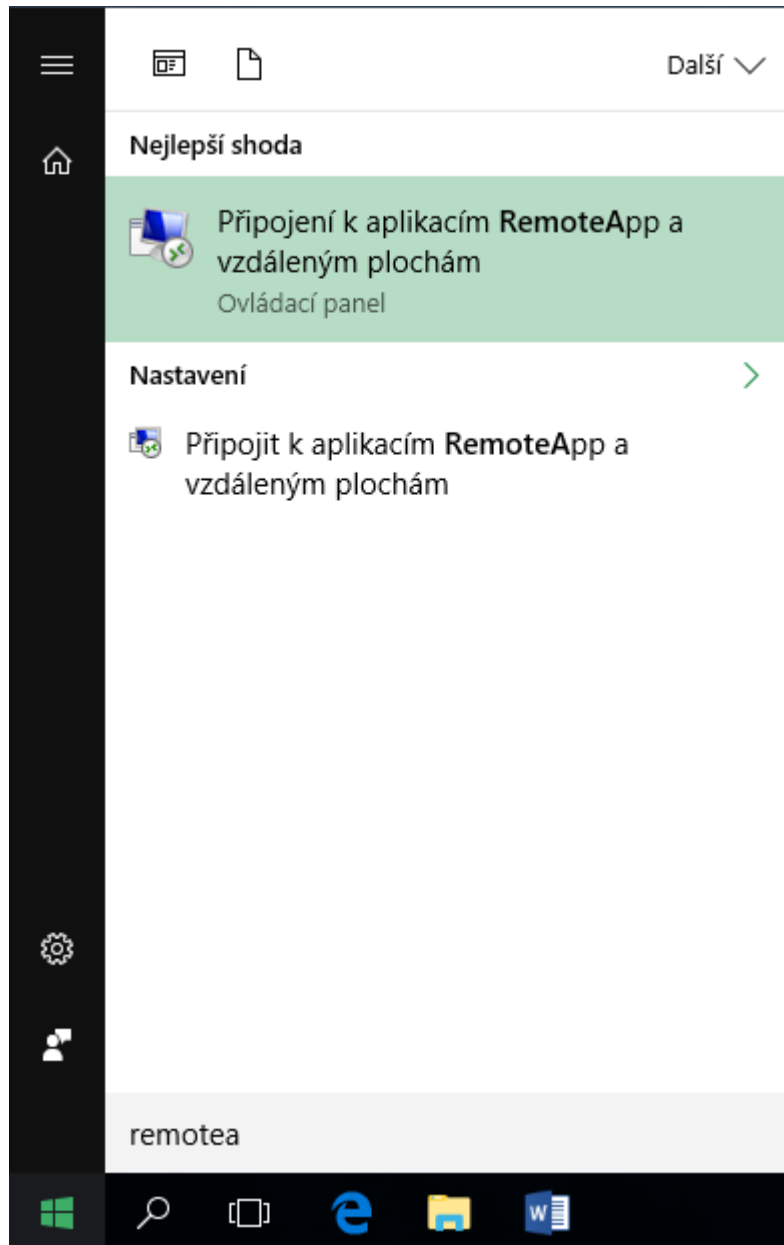 Další
Nejlepší shoda
Připojení k aplikacím RemoteApp a
vzdáleným plochám
Ovládací panel
Nastavení
Připojit k aplikacím RemoteApp a
vzdáleným plochám
remotea